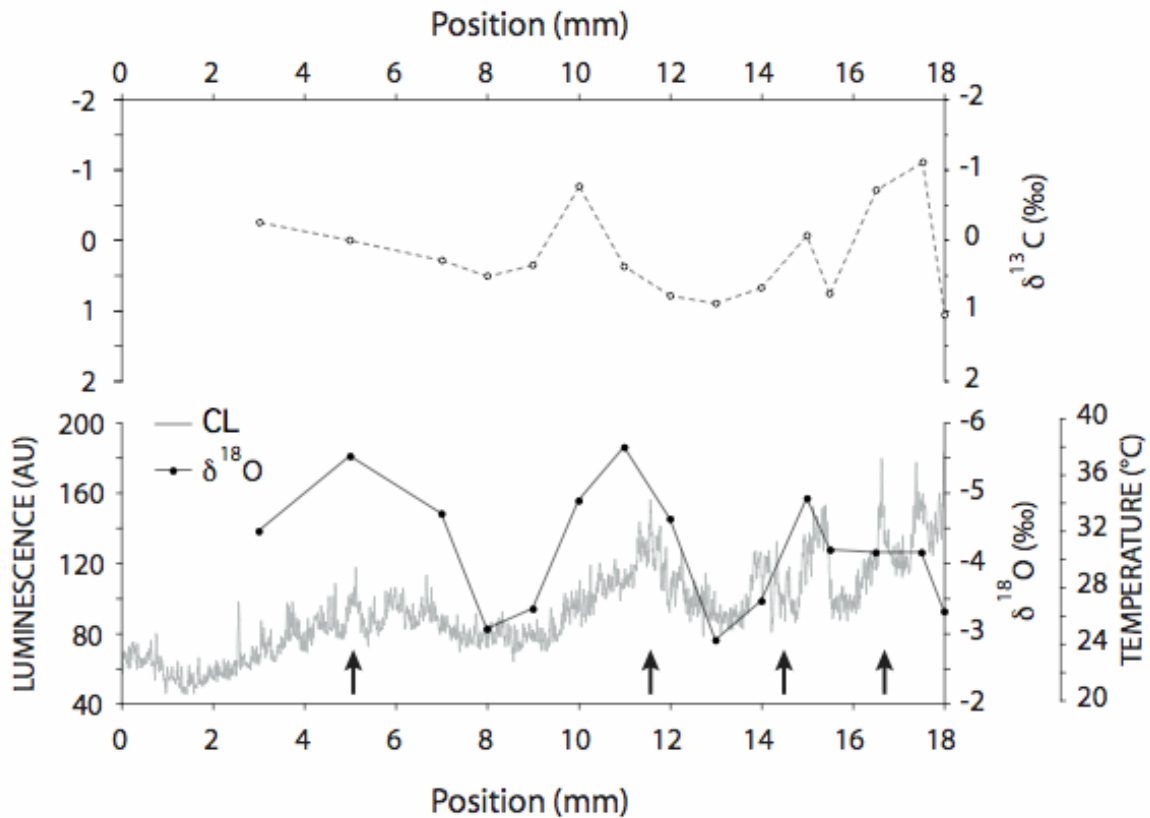 Position (mm)
0 2 4 6 8 10 12 14 16 18
-2 -2
-1 -1
0 0
1 1
2 2
δ13C (‰)
200 -6 40
160 -5 36
120 -4 32
80 -3 28
40 -2 24
20
CL
δ18O
LUMINESCENCE (AU)
δ18O (‰)
TEMPERATURE (°C)
0 2 4 6 8 10 12 14 16 18
Position (mm)